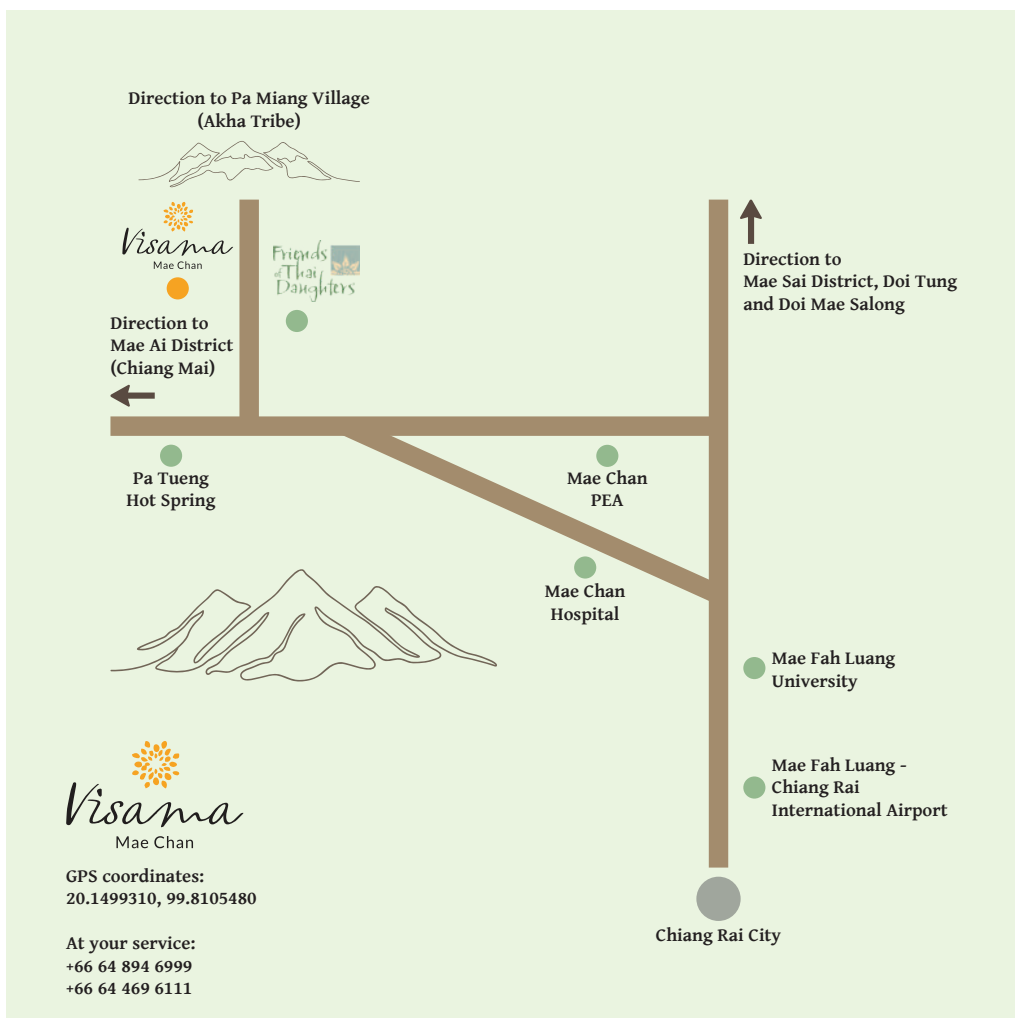 Direction to Pa Miang Village
(Akha Tribe)
Visama
Mae Chan
Friends
of Thai
Daughters
Direction to
Mae Sai District, Doi Tung
and Doi Mae Salong
Direction to
Mae Ai District
(Chiang Mai)
Pa Tueng
Hot Spring
Mae Chan
PEA
Mae Chan
Hospital
Mae Fah Luang
University
Mae Fah Luang -
Chiang Rai
International Airport
Visama
Mae Chan
GPS coordinates:
20.1499310, 99.8105480
Chiang Rai City
At your service:
+66 64 894 6999
+66 64 469 6111